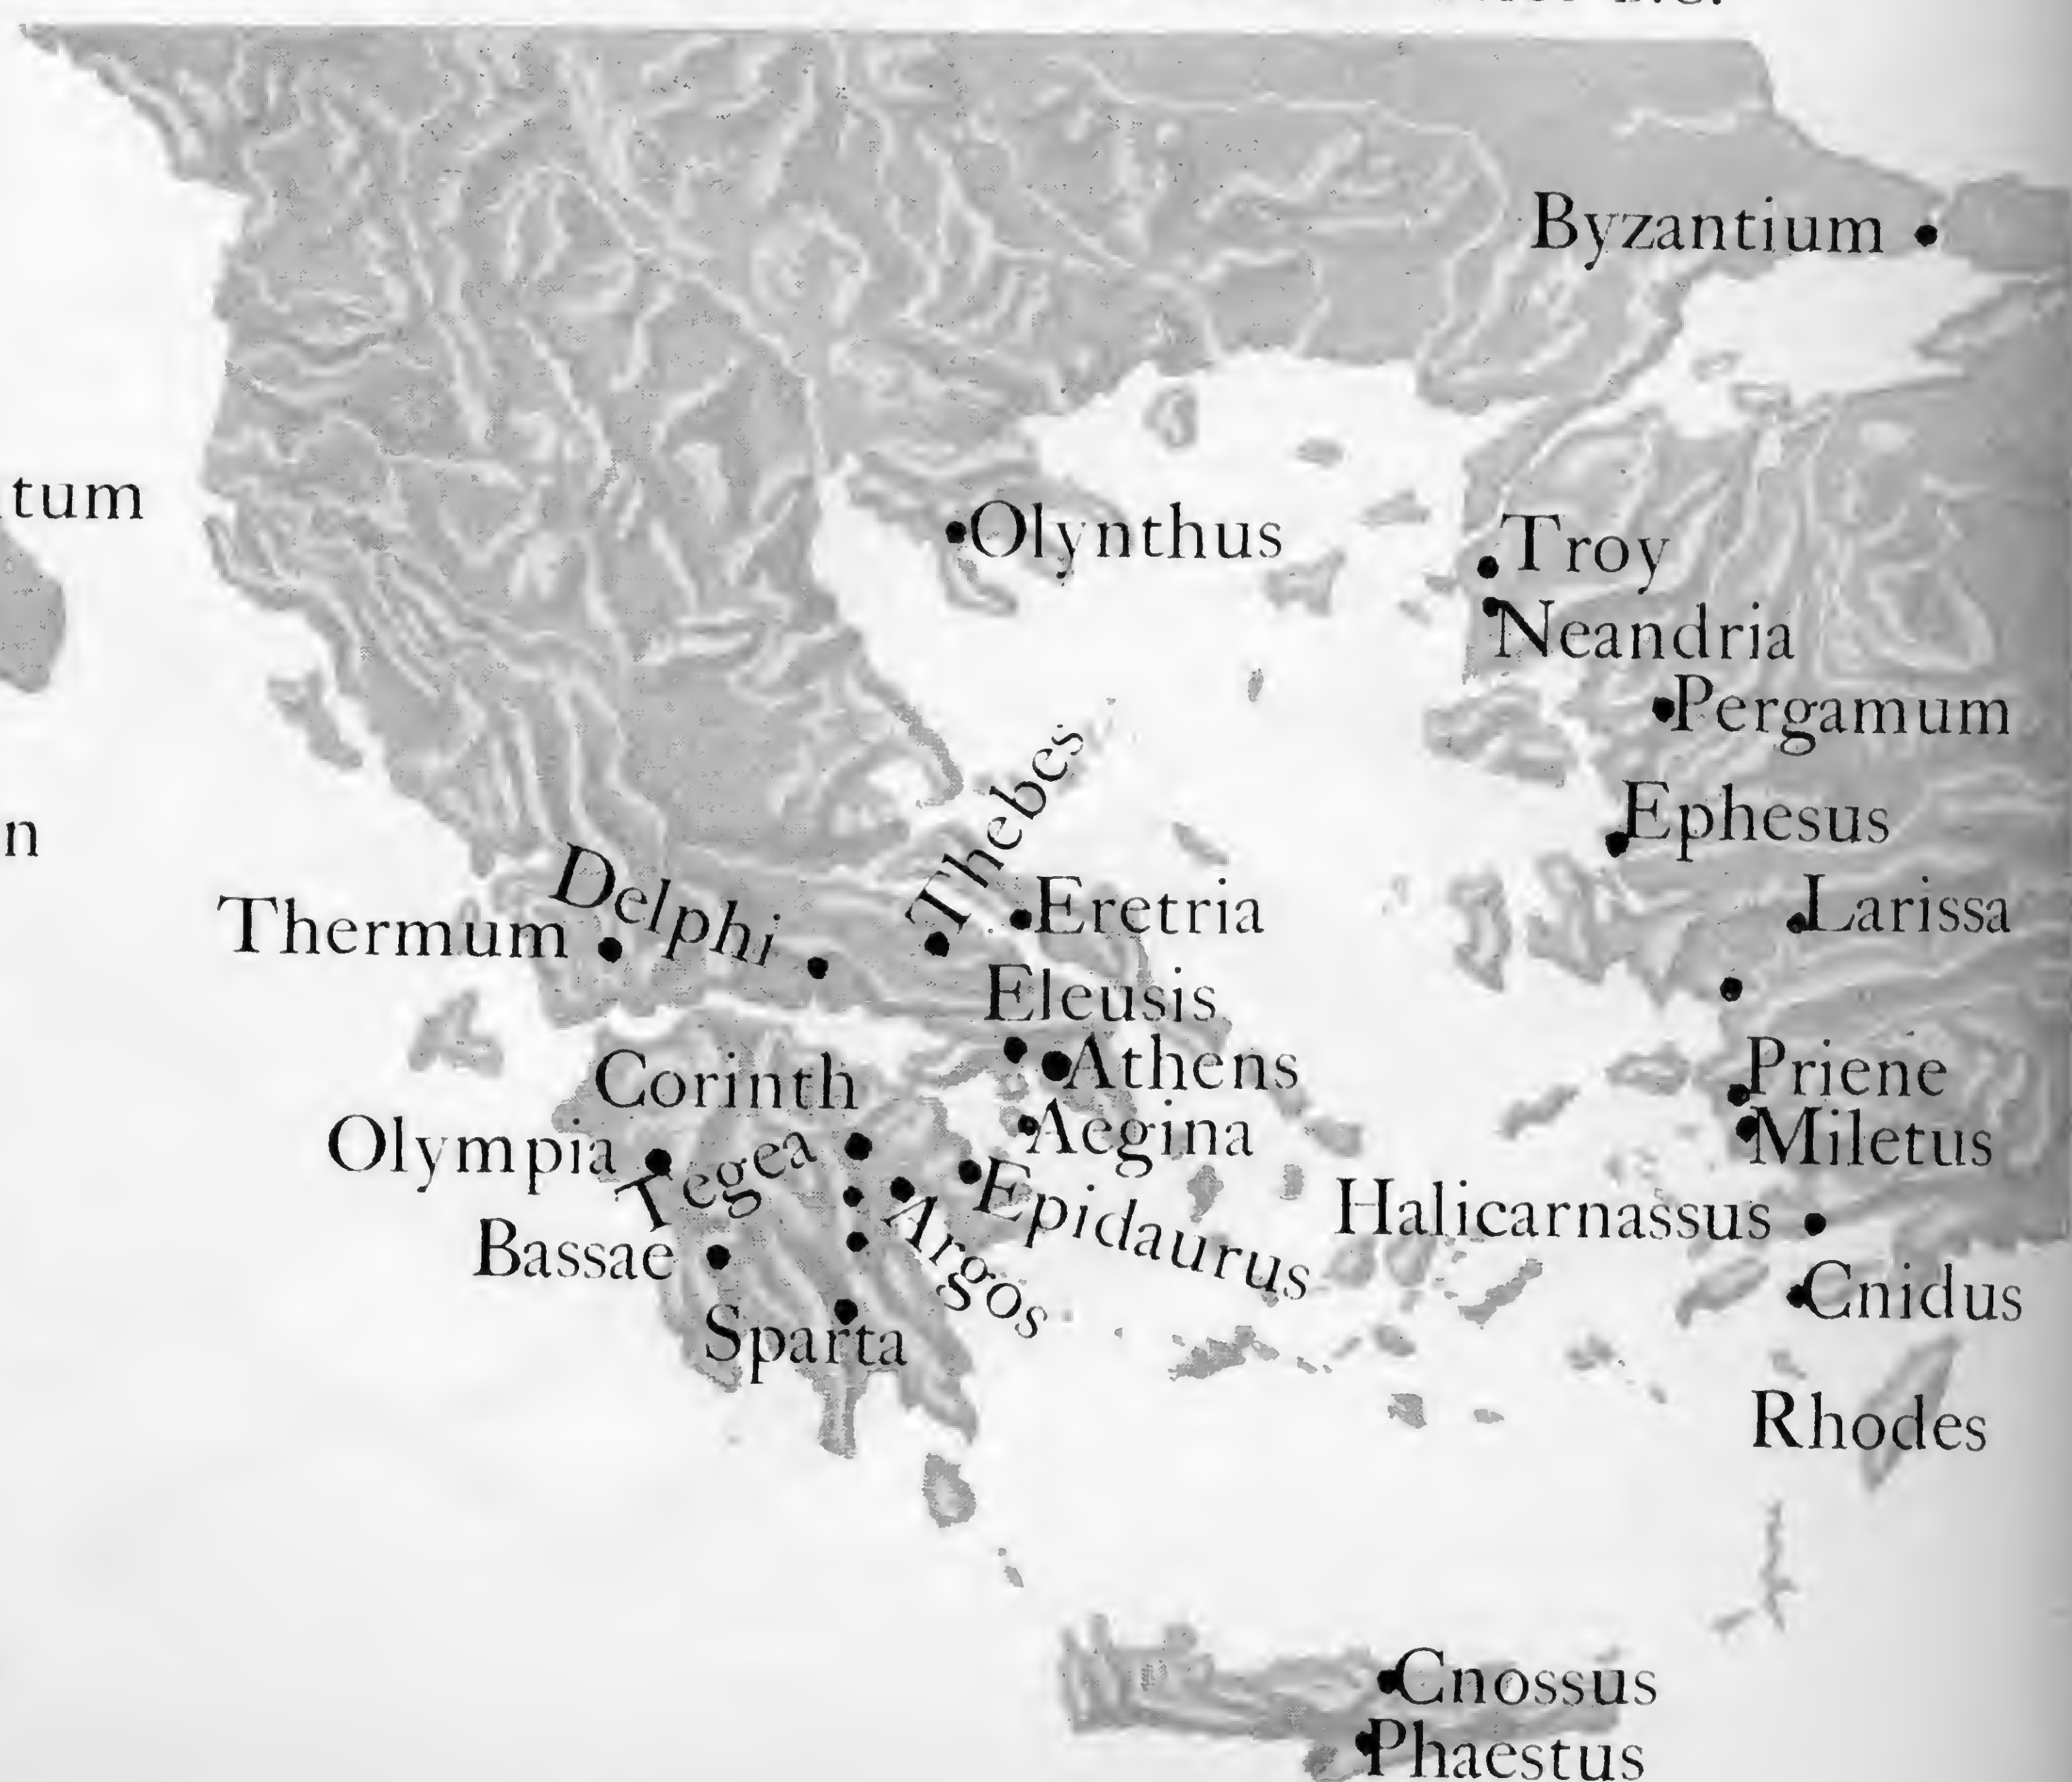 B.C.
Byzantium
tum
Olynthus
Troy
Neandria
Pergamum
Thebes
n
Ephesus
Delphi
Eretria
Larissa
Thermum
Eleusis
Corinth
Athens
Priene
Olympia
Tegea
Aegina
Miletus
Epidaurus
Halicarnassus
Bassae
Argos
Cnidus
Sparta
Rhodes
Cnossus
Phaestus